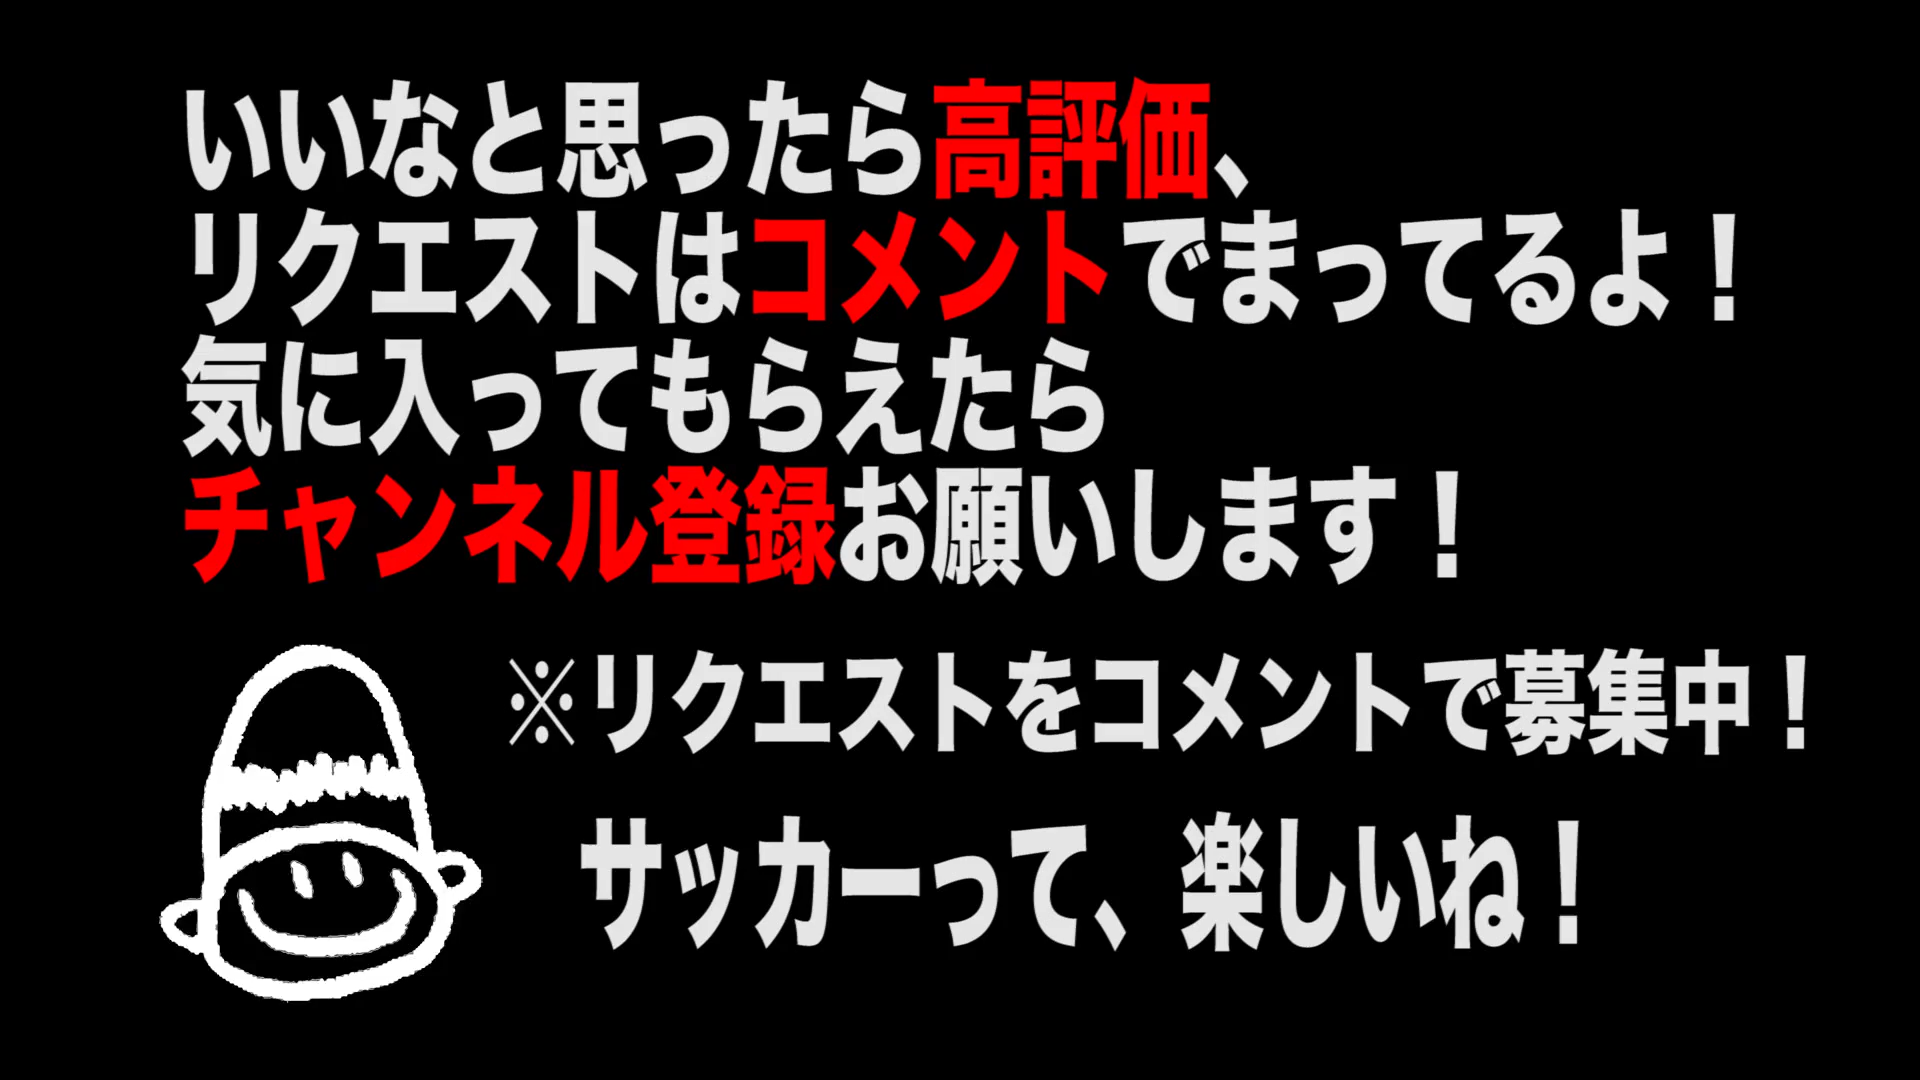 いいなと思ったら高評価、
リクエストはコメントでまってるよ！
気に入ってもらえたら
チャンネル登録お願いします！
※リクエストをコメントで募集中！
サッカーって、楽しいね！